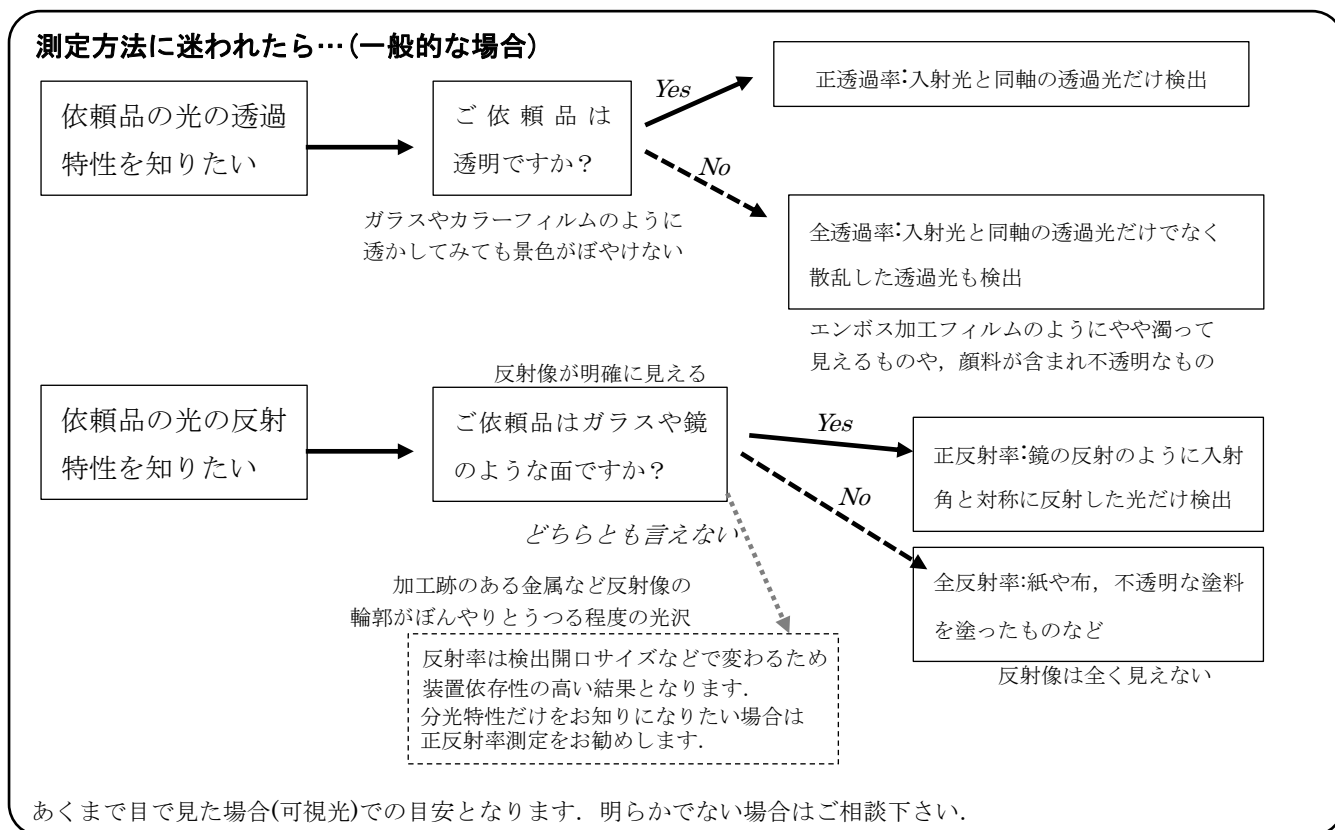 測定方法に迷われたら…(一般的な場合)
依頼品の光の透過
特性を知りたい
ご依頼品は
透明ですか?
ガラスやカラーフィルムのように
透かしてみても景色がぼやけない
Yes
正透過率:入射光と同軸の透過光だけ検出
No
全透過率:入射光と同軸の透過光だけでなく
散乱した透過光も検出
エンボス加工フィルムのようにやや濁って
見えるものや,顔料が含まれ不透明なもの
依頼品の光の反射
特性を知りたい
反射像が明確に見える
ご依頼品はガラスや鏡
のような面ですか?
Yes
正反射率:鏡の反射のように入射
角と対称に反射した光だけ検出
No
全反射率:紙や布,不透明な塗料
を塗ったものなど
反射像は全く見えない
どちらとも言えない
加工跡のある金属など反射像の
輪郭がぼんやりとうつる程度の光沢
反射率は検出開口サイズなどで変わるため
装置依存性の高い結果となります.
分光特性だけをお知りになりたい場合は
正反射率測定をお勧めします.
あくまで目で見た場合(可視光)での目安となります.明らかでない場合はご相談下さい.